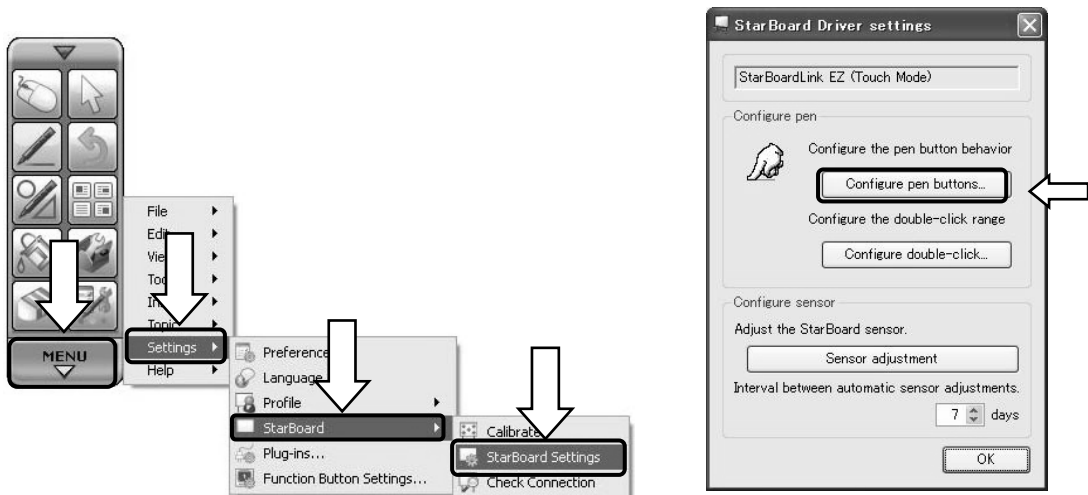 MENU
File
Settings
Help
Language
Profile
StarBoard
Plug-ins...
Function Button Settings...
StarBoard Settings
Check Connection
StarBoard Driver settings
StarBoardLink EZ (Touch Mode)
Configure pen
Configure the pen button behavior
Configure pen buttons...
Configure the double-click range
Configure double-click...
Configure sensor
Adjust the StarBoard sensor.
Sensor adjustment
Interval between automatic sensor adjustments.
7 days
OK